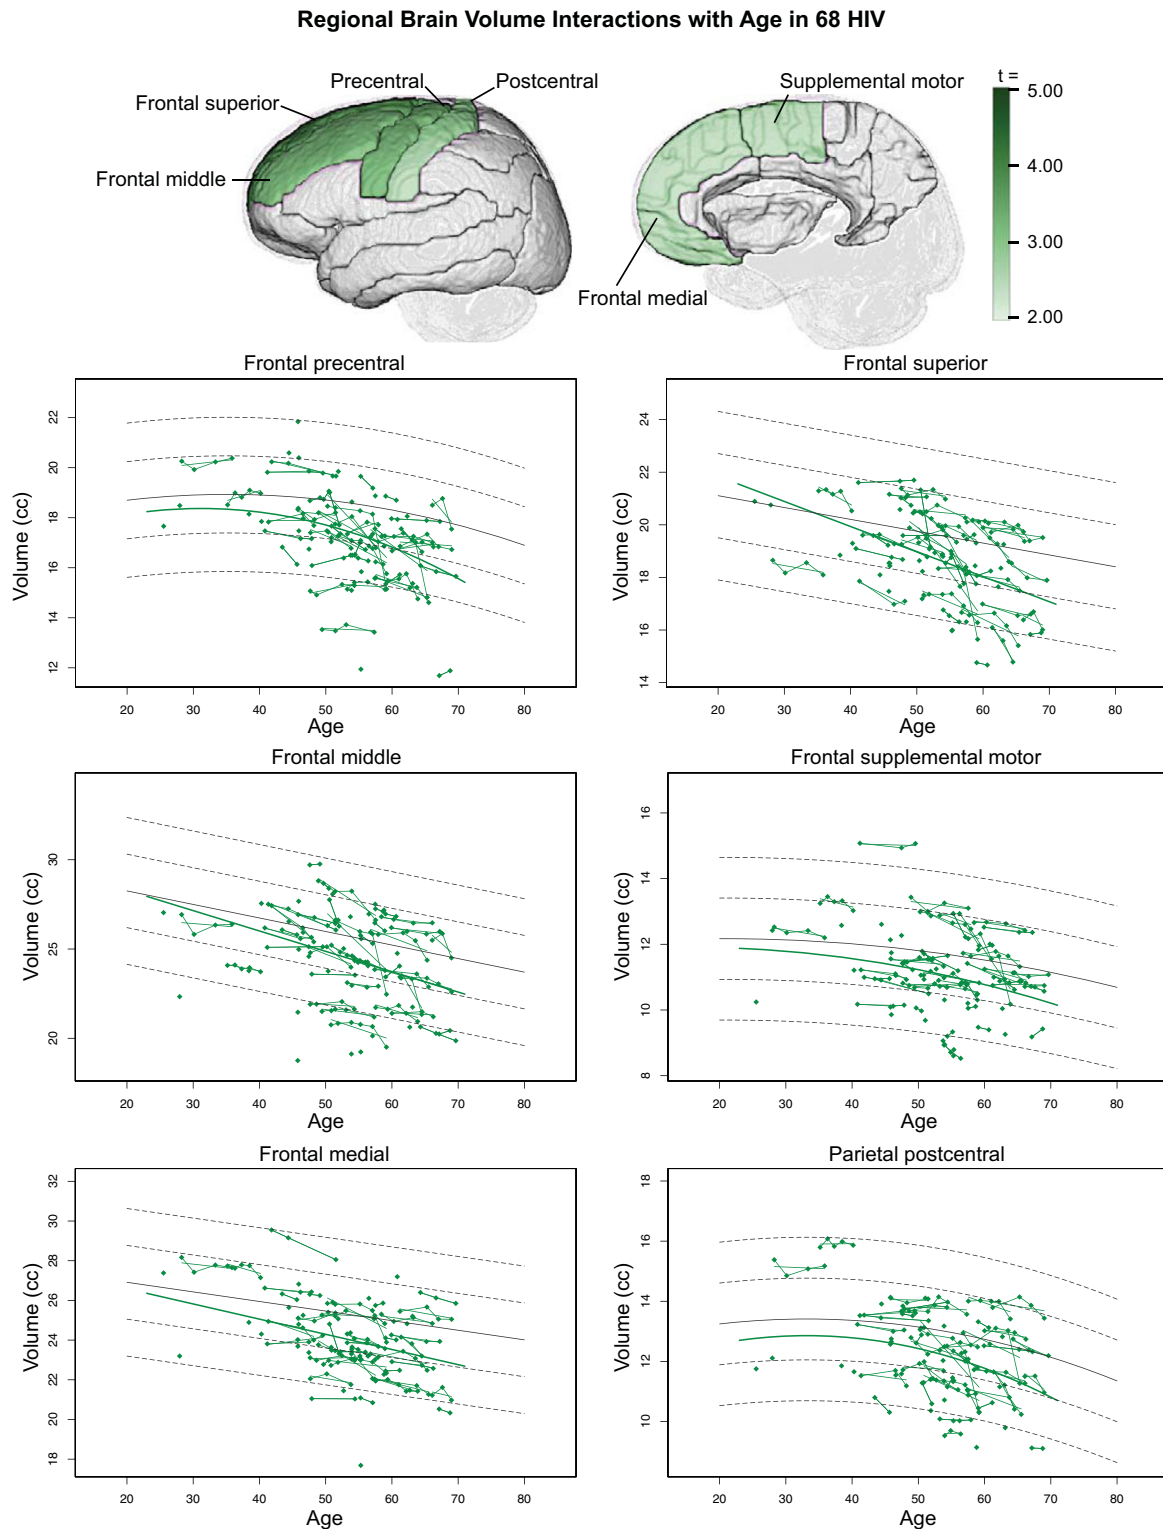 Regional Brain Volume Interactions with Age in 68 HIV
Precentral
Postcentral
Supplemental motor
t =
5.00
Frontal superior
4.00
Frontal middle
3.00
Frontal medial
2.00
Frontal precentral
Volume (cc)
22
20
18
16
14
12
20 30 40 50 60 70 80
Age
Frontal superior
Volume (cc)
24
22
20
18
16
14
20 30 40 50 60 70 80
Age
Frontal middle
Volume (cc)
30
25
20
20 30 40 50 60 70 80
Age
Frontal supplemental motor
Volume (cc)
16
14
12
10
8
20 30 40 50 60 70 80
Age
Frontal medial
Volume (cc)
32
30
28
26
24
22
20
18
20 30 40 50 60 70 80
Age
Parietal postcentral
Volume (cc)
18
16
14
12
10
20 30 40 50 60 70 80
Age